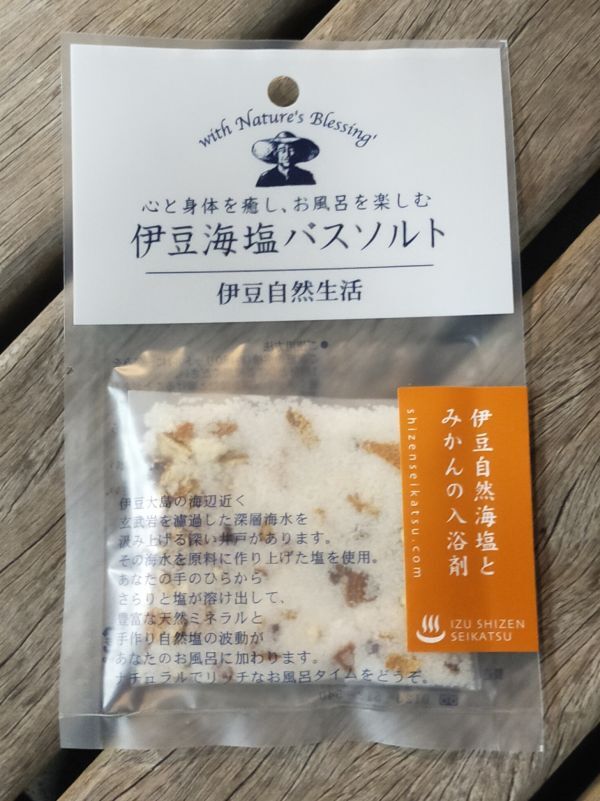 with Nature's Blessing'
心と身体を癒し、お風呂を楽しむ
伊豆海塩バスソルト
伊豆自然生活
伊豆自然海塩と
みかんの入浴剤
shizenseikatsu.com
IZU SHIZEN
SEIKATSU
伊豆大島の海辺近く
玄武岩を濾過した深層海水を
汲み上げる深い井戸があります。
その海水を原料に作り上げた塩を使用。
あなたの手のひらから
さらりと塩が溶け出して、
豊富な天然ミネラルと
手作り自然塩の波動が
あなたのお風呂に加わります。
ナチュラルでリッチなお風呂タイムをどうぞ。